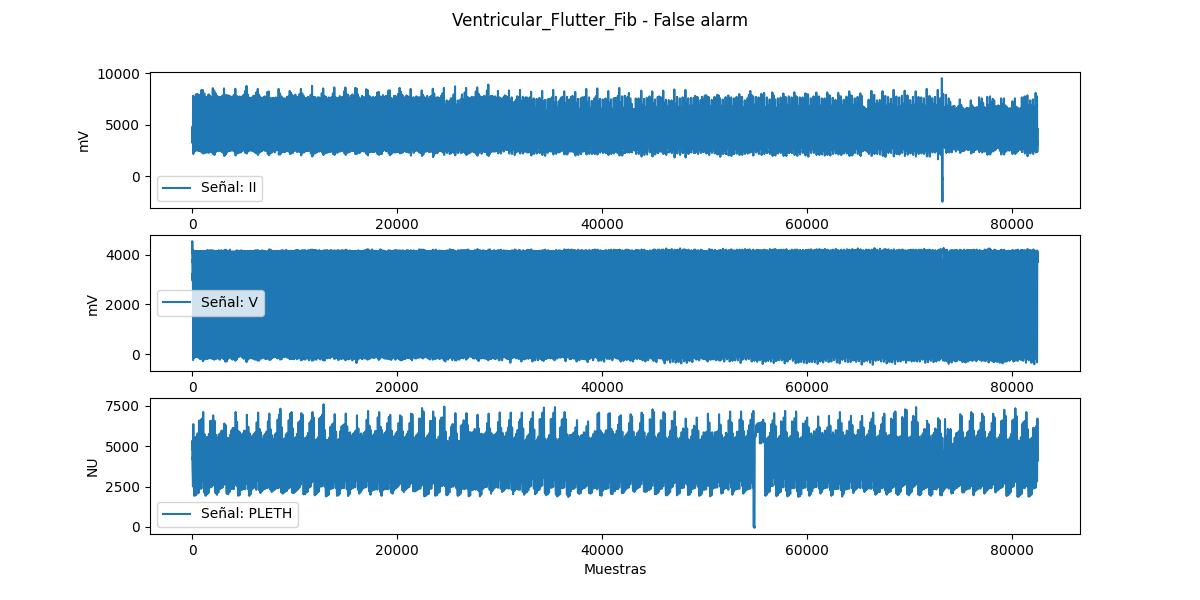 Ventricular_Flutter_Fib - False alarm
10000
5000
0
mV
Señal: II
0 20000 40000 60000 80000
4000
2000
0
mV
Señal: V
0 20000 40000 60000 80000
7500
5000
2500
0
NU
Señal: PLETH
0 20000 40000 60000 80000
Muestras